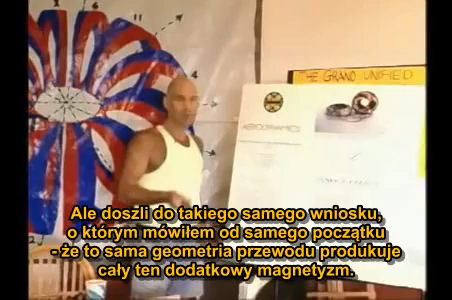 THE GRAND UNIFIED
AERODYNAMICS
Ale doszli do takiego samego wniosku,
o którym mówiłem od samego początku
- że to sama geometria przewodu produkuje
cały ten dodatkowy magnetyzm.